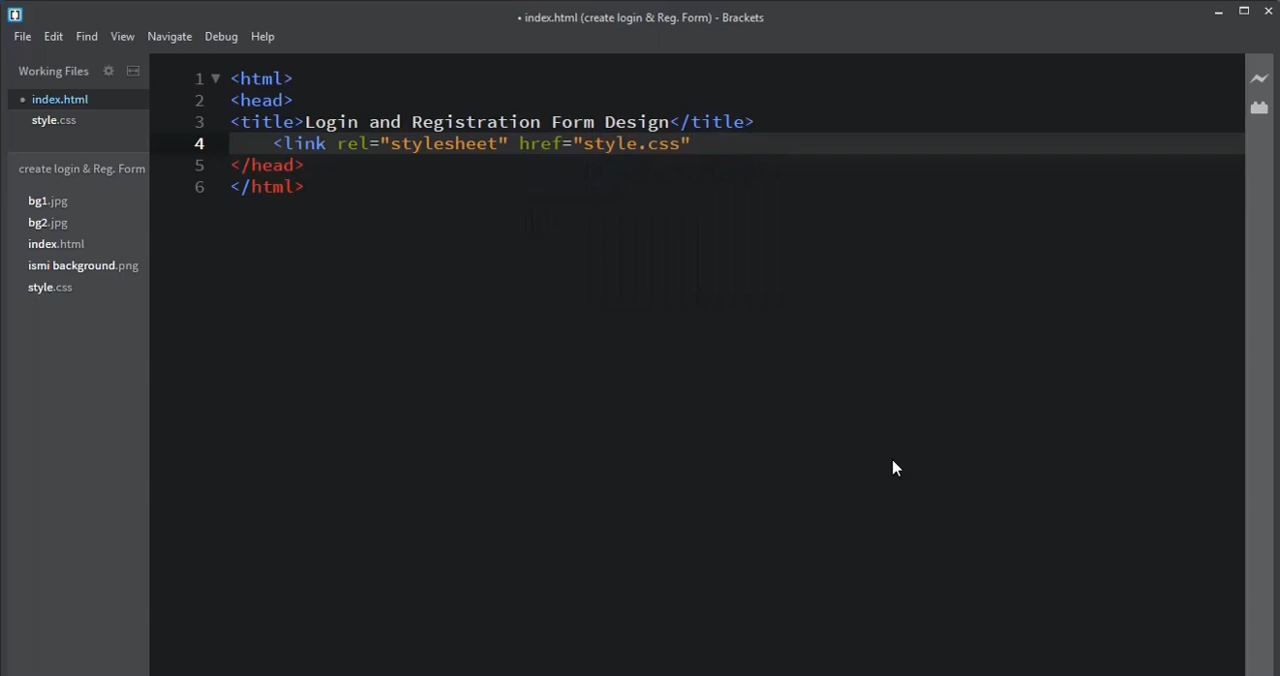 • index.html (create login & Reg. Form) - Brackets
File Edit Find View Navigate Debug Help
Working Files
• index.html
style.css
create login & Reg. Form
bg1.jpg
bg2.jpg
index.html
ismi background.png
style.css
1 <html>
2 <head>
3 <title>Login and Registration Form Design</title>
4 <link rel="stylesheet" href="style.css"
5 </head>
6 </html>